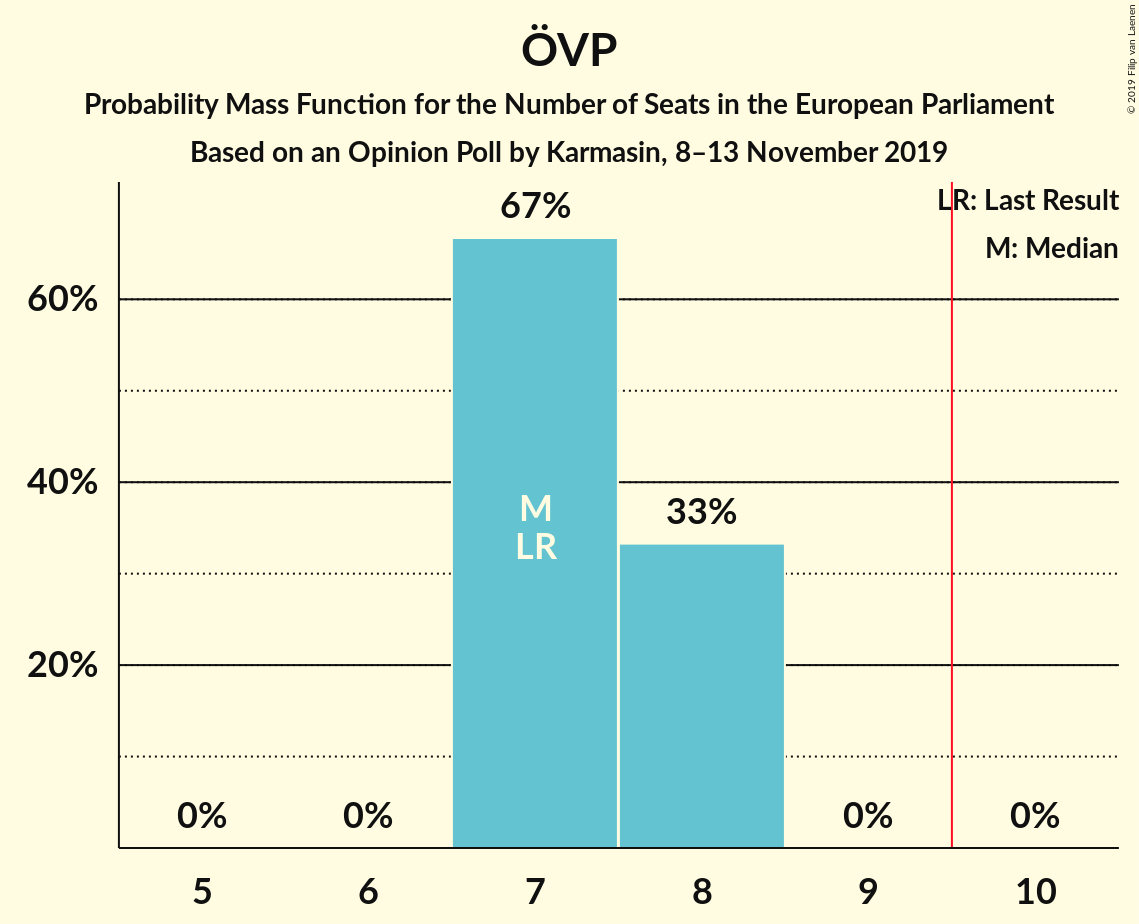 ÖVP
Probability Mass Function for the Number of Seats in the European Parliament
Based on an Opinion Poll by Karmasin, 8–13 November 2019
© 2019 Filip van Laenen
LR: Last Result
M: Median
67%
60%
40%
M
LR
33%
20%
0% 0% 0% 0%
5 6 7 8 9 10